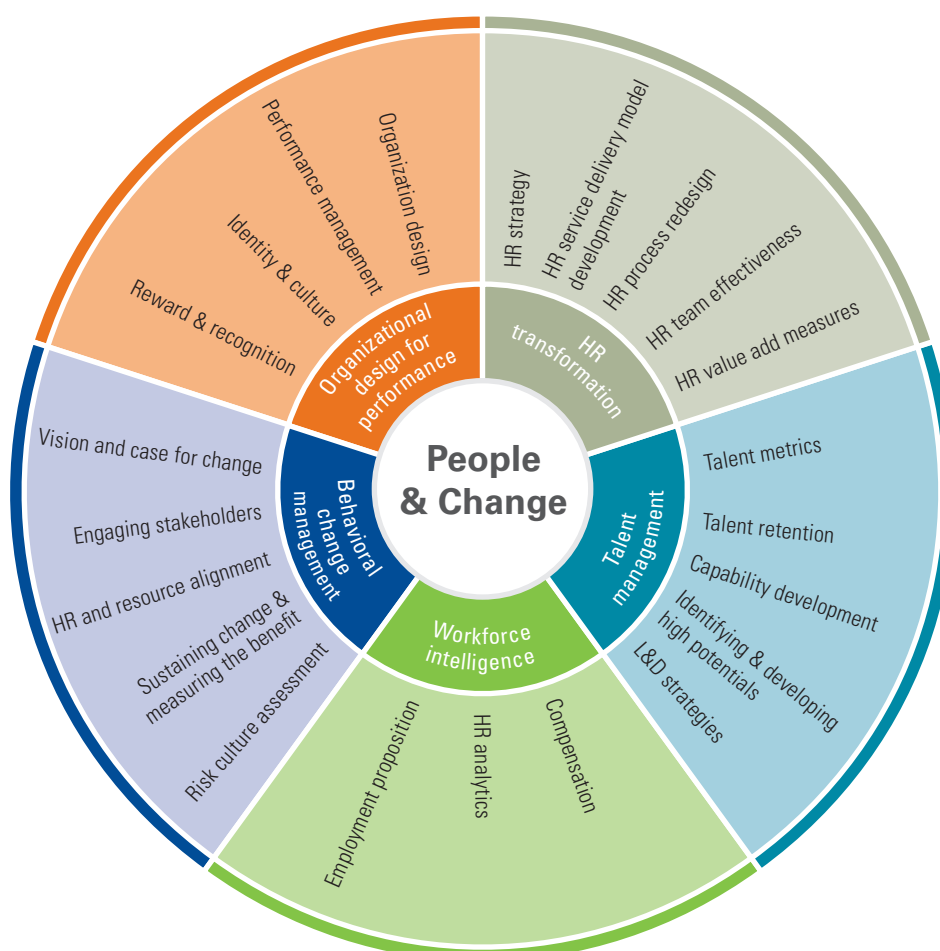 People
& Change
HR
transformation
HR strategy
HR service delivery model
development
HR process redesign
HR team effectiveness
HR value add measures
Talent
management
Talent metrics
Talent retention
Capability development
Identifying & developing
high potentials
L&D strategies
Workforce
intelligence
Compensation
HR analytics
Employment proposition
Behavioral
change
management
Vision and case for change
Engaging stakeholders
HR and resource alignment
Sustaining change &
measuring the benefit
Risk culture assessment
Organizational
design for
performance
Reward & recognition
Identity & culture
Performance management
Organization design